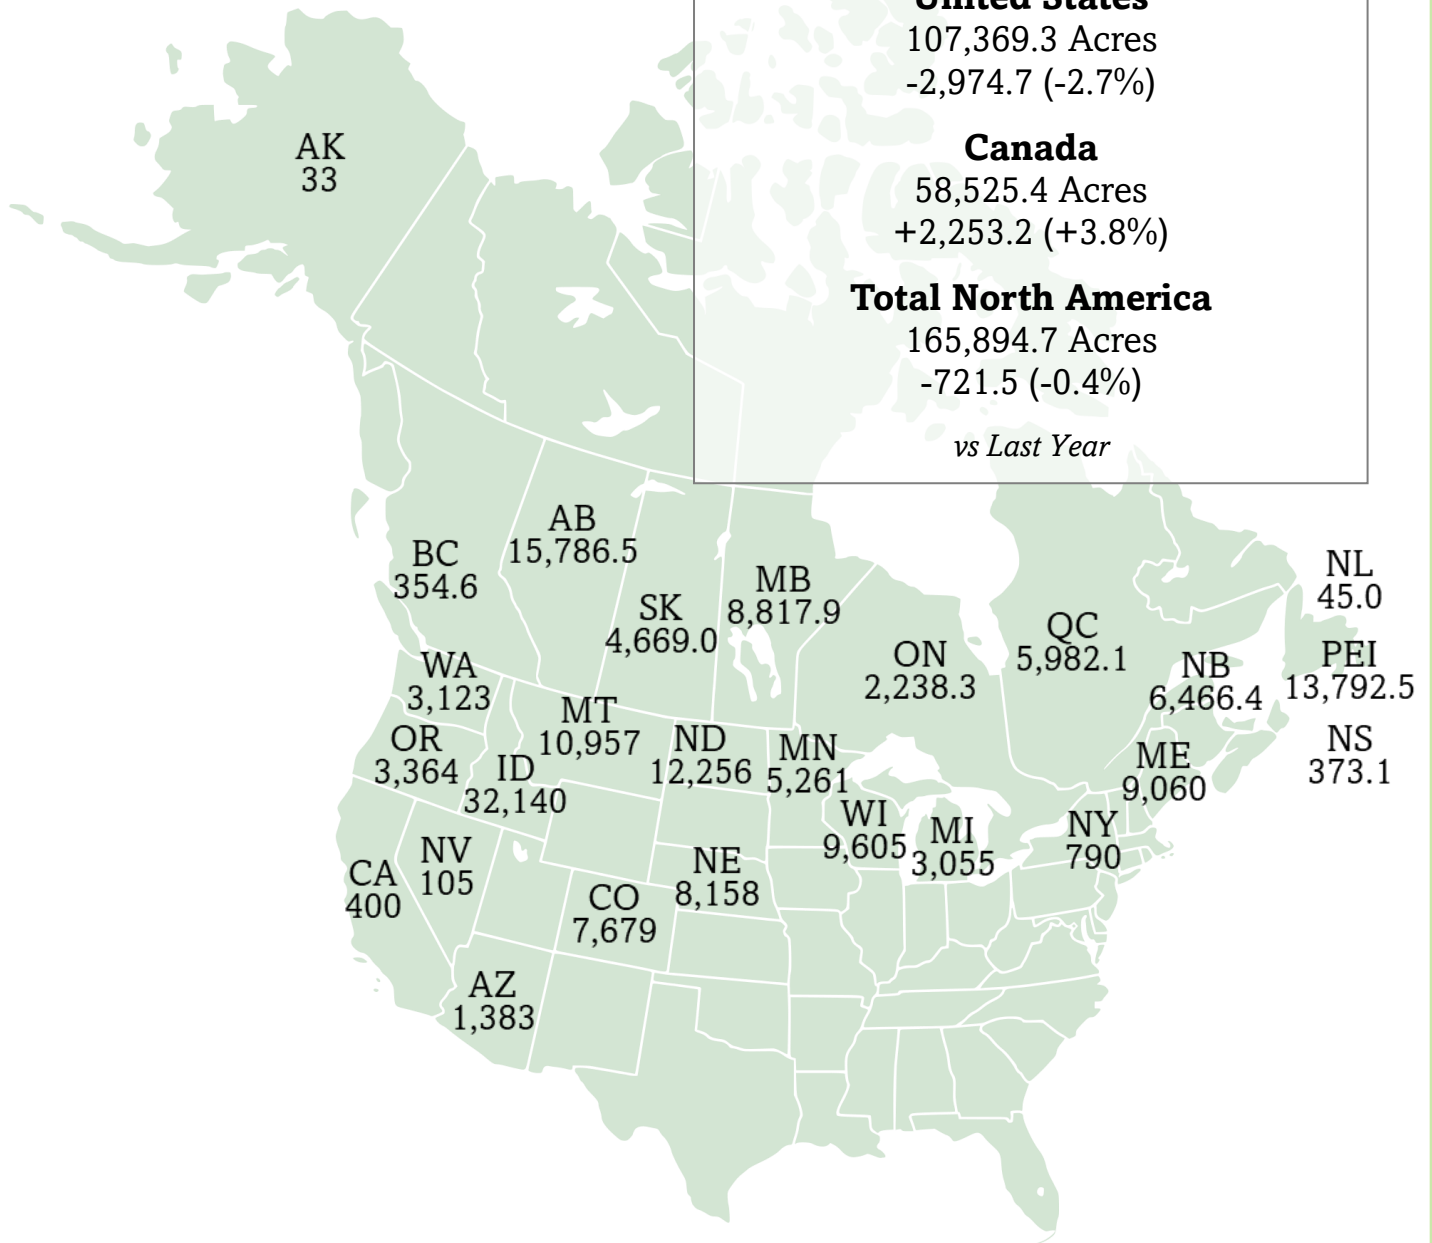 United States
107,369.3 Acres
-2,974.7 (-2.7%)
Canada
58,525.4 Acres
+2,253.2 (+3.8%)
Total North America
165,894.7 Acres
-721.5 (-0.4%)
vs Last Year
AK
33
AB
15,786.5
BC
354.6
SK
4,669.0
MB
8,817.9
ON
2,238.3
QC
5,982.1
NL
45.0
NB
6,466.4
PEI
13,792.5
NS
373.1
WA
3,123
OR
3,364
ID
32,140
MT
10,957
ND
12,256
MN
5,261
WI
9,605
MI
3,055
NY
790
ME
9,060
CA
400
NV
105
CO
7,679
NE
8,158
AZ
1,383